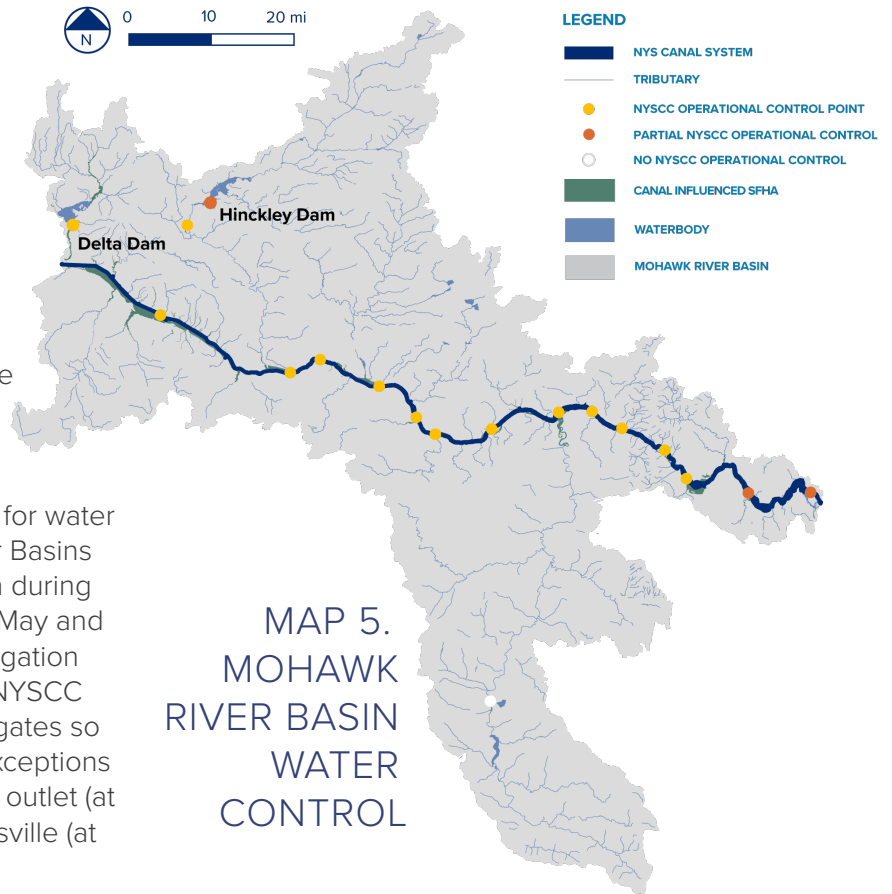 0 10 20 mi
N
LEGEND
NYS CANAL SYSTEM
TRIBUTARY
NYSCC OPERATIONAL CONTROL POINT
PARTIAL NYSCC OPERATIONAL CONTROL
NO NYSCC OPERATIONAL CONTROL
CANAL INFLUENCED SFHA
WATERBODY
MOHAWK RIVER BASIN
Hinckley Dam
Delta Dam
e
for water
r Basins
during
May and
gation
NYSCC
gates so
xceptions
outlet (at
sville (at
MAP 5.
MOHAWK
RIVER BASIN
WATER
CONTROL